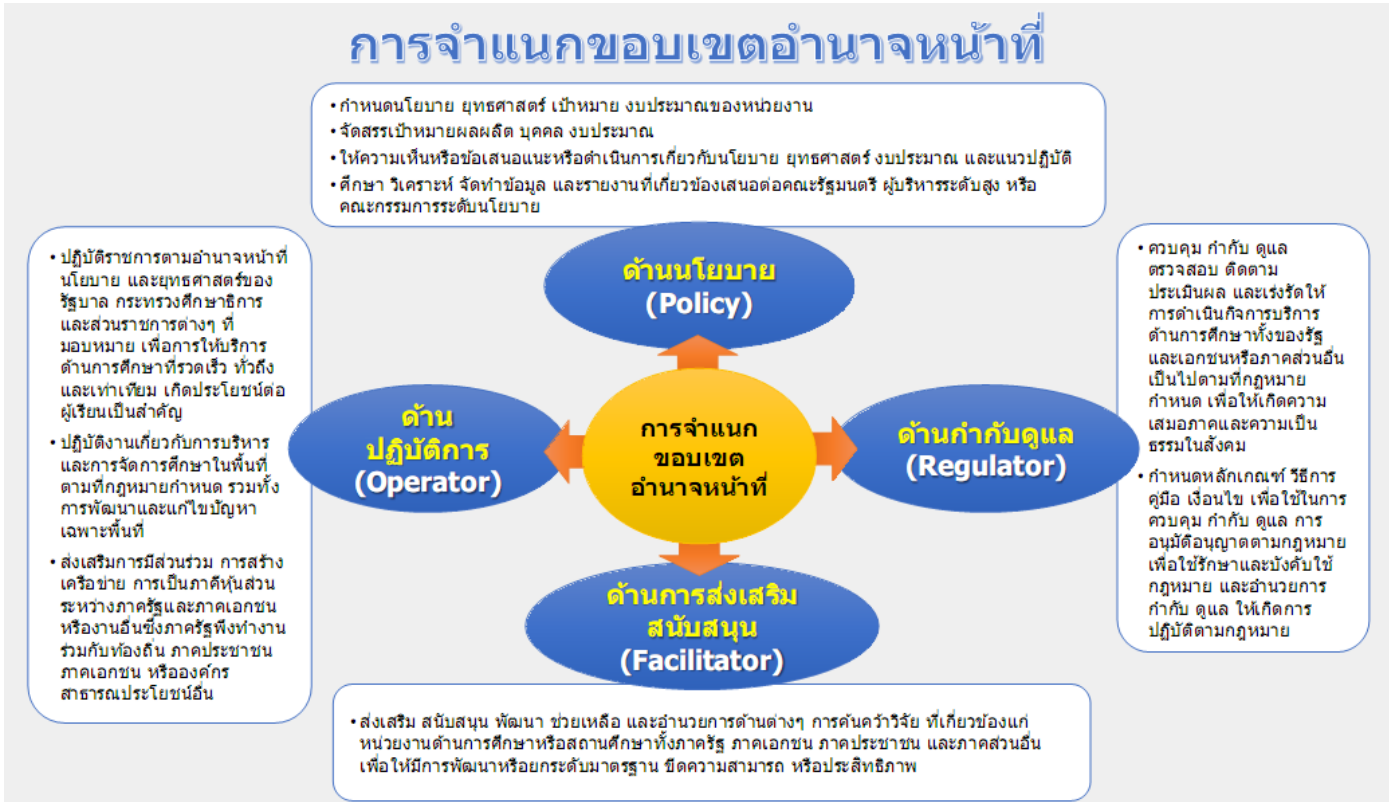 การจำแนกขอบเขตอำนาจหน้าที่
• กำหนดนโยบาย ยุทธศาสตร์ เป้าหมาย งบประมาณของหน่วยงาน
• จัดสรรเป้าหมายผลผลิต บุคคล งบประมาณ
• ให้ความเห็นหรือข้อเสนอแนะหรือดำเนินการเกี่ยวกับนโยบาย ยุทธศาสตร์ งบประมาณ และแนวปฏิบัติ
• ศึกษา วิเคราะห์ จัดทำข้อมูล และรายงานที่เกี่ยวข้องเสนอต่อคณะรัฐมนตรี ผู้บริหารระดับสูง หรือ
คณะกรรมการระดับนโยบาย
ด้านนโยบาย
(Policy)
• ปฏิบัติราชการตามอำนาจหน้าที่
นโยบาย และยุทธศาสตร์ของ
รัฐบาล กระทรวงศึกษาธิการ
และส่วนราชการต่างๆ ที่
มอบหมาย เพื่อการให้บริการ
ด้านการศึกษาที่รวดเร็ว ทั่วถึง
และเท่าเทียม เกิดประโยชน์ต่อ
ผู้เรียนเป็นสำคัญ
• ปฏิบัติงานเกี่ยวกับการบริหาร
และการจัดการศึกษาในพื้นที่
ตามที่กฎหมายกำหนด รวมทั้ง
การพัฒนาและแก้ไขปัญหา
เฉพาะพื้นที่
• ส่งเสริมการมีส่วนร่วม การสร้าง
เครือข่าย การเป็นภาคีหุ้นส่วน
ระหว่างภาครัฐและภาคเอกชน
หรืองานอื่นซึ่งภาครัฐพึงทำงาน
ร่วมกับท้องถิ่น ภาคประชาชน
ภาคเอกชน หรือองค์กร
สาธารณประโยชน์อื่น
ด้าน
ปฏิบัติการ
(Operator)
การจำแนก
ขอบเขต
อำนาจหน้าที่
ด้านกำกับดูแล
(Regulator)
• ควบคุม กำกับ ดูแล
ตรวจสอบ ติดตาม
ประเมินผล และเร่งรัดให้
การดำเนินกิจการบริการ
ด้านการศึกษาทั้งของรัฐ
และเอกชนหรือภาคส่วนอื่น
เป็นไปตามที่กฎหมาย
กำหนด เพื่อให้เกิดความ
เสมอภาคและความเป็น
ธรรมในสังคม
• กำหนดหลักเกณฑ์ วิธีการ
คู่มือ เงื่อนไข เพื่อใช้ในการ
ควบคุม กำกับ ดูแล การ
อนุมัติอนุญาตตามกฎหมาย
เพื่อใช้รักษาและบังคับใช้
กฎหมาย และอำนวยการ
กำกับ ดูแล ให้เกิดการ
ปฏิบัติตามกฎหมาย
ด้านการส่งเสริม
สนับสนุน
(Facilitator)
• ส่งเสริม สนับสนุน พัฒนา ช่วยเหลือ และอำนวยการด้านต่างๆ การค้นคว้าวิจัย ที่เกี่ยวข้องแก่
หน่วยงานด้านการศึกษาหรือสถานศึกษาทั้งภาครัฐ ภาคเอกชน ภาคประชาชน และภาคส่วนอื่น
เพื่อให้มีการพัฒนาหรือยกระดับมาตรฐาน ขีดความสามารถ หรือประสิทธิภาพ